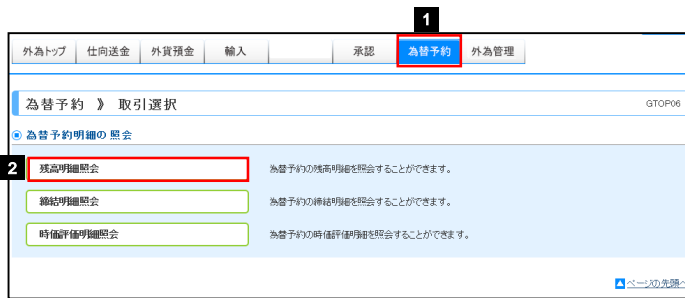 1
外為トップ 仕向送金 外貨預金 輸入 承認 為替予約 外為管理
為替予約 》 取引選択 GTOP06
為替予約明細の照会
2 残高明細照会 為替予約の残高明細を照会することができます。
締結明細照会 為替予約の締結明細を照会することができます。
時価評価明細照会 為替予約の時価評価明細を照会することができます。
ページの先頭へ